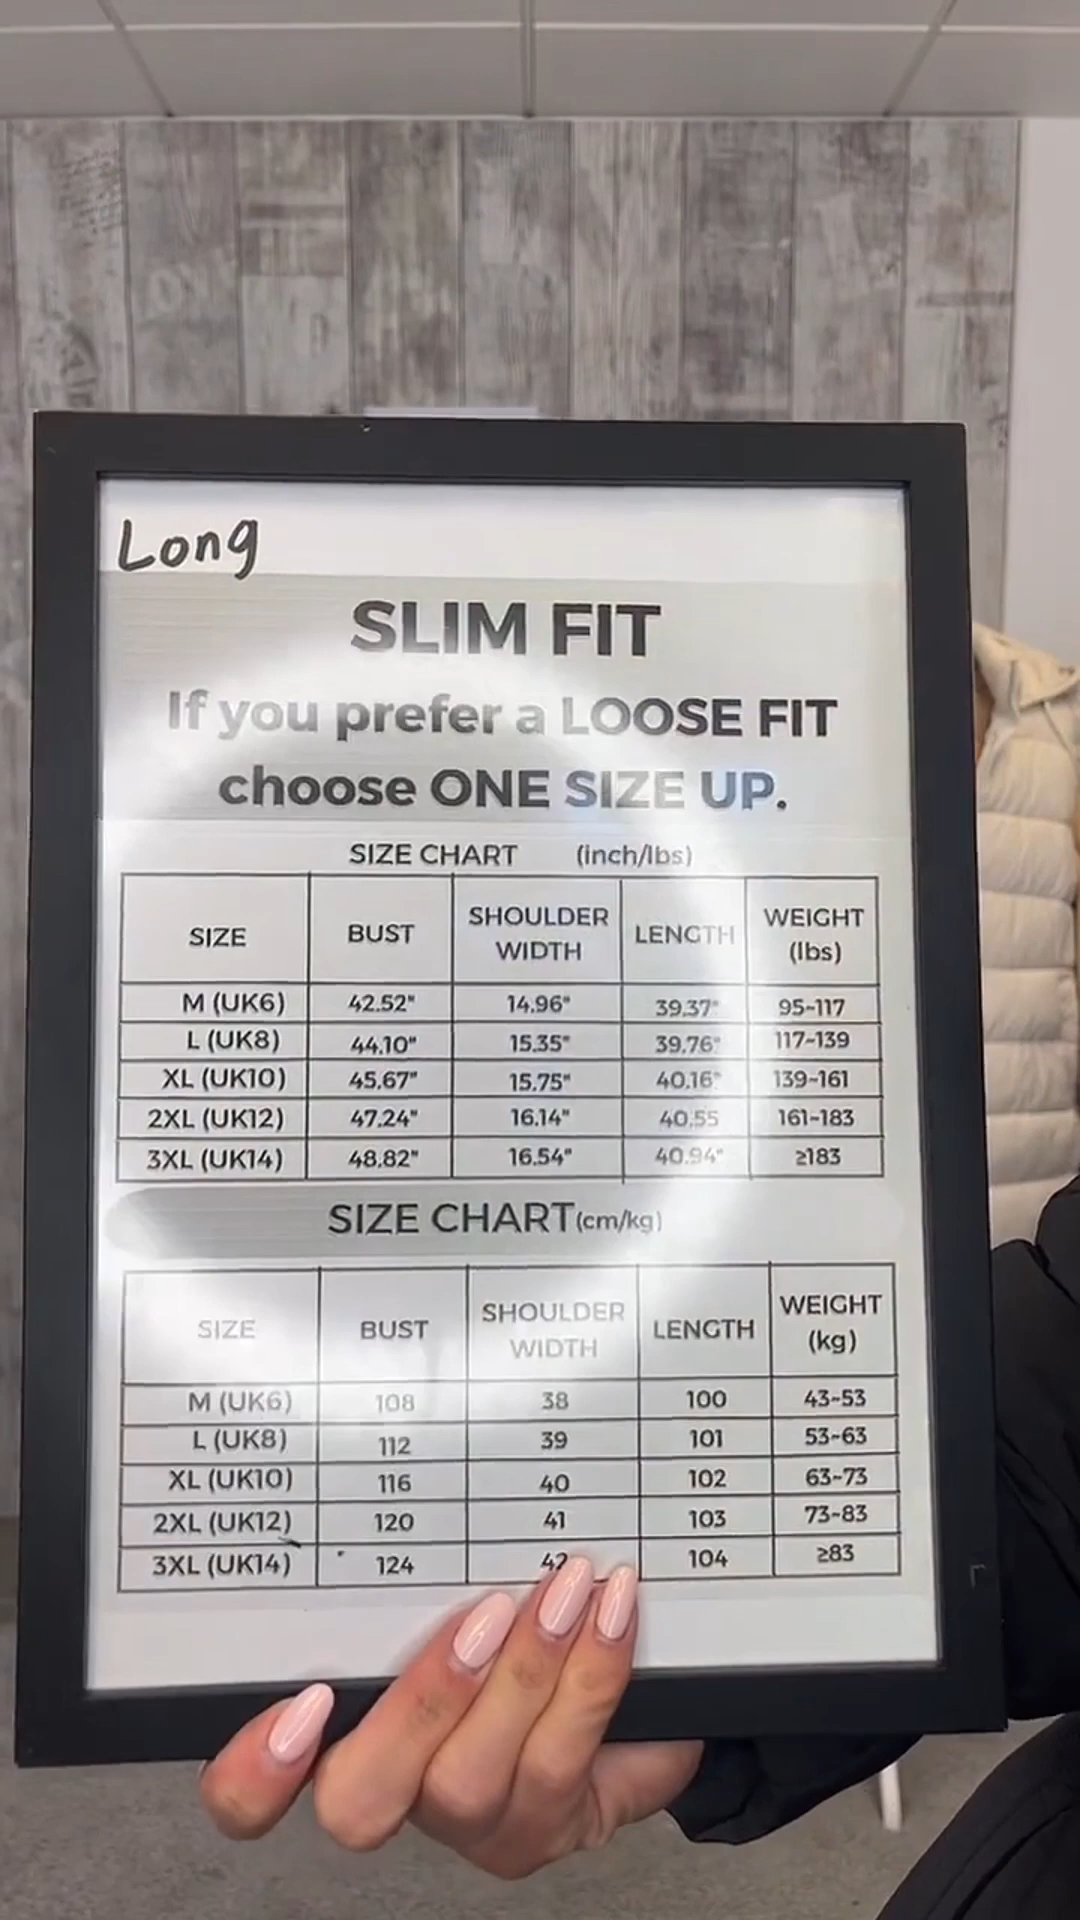 Long
SLIM FIT
If you prefer a LOOSE FIT
choose ONE SIZE UP.
SIZE CHART (inch/lbs)
SIZE BUST SHOULDER WIDTH LENGTH WEIGHT (lbs)
M (UK6) 42.52" 14.96" 39.37" 95-117
L (UK8) 44.10" 15.35" 39.76" 117-139
XL (UK10) 45.67" 15.75" 40.16" 139-161
2XL (UK12) 47.24" 16.14" 40.55 161-183
3XL (UK14) 48.82" 16.54" 40.94" ≥183
SIZE CHART(cm/kg)
SIZE BUST SHOULDER WIDTH LENGTH WEIGHT (kg)
M (UK6) 108 38 100 43-53
L (UK8) 112 39 101 53-63
XL (UK10) 116 40 102 63-73
2XL (UK12) 120 41 103 73-83
3XL (UK14) 124 42 104 ≥83